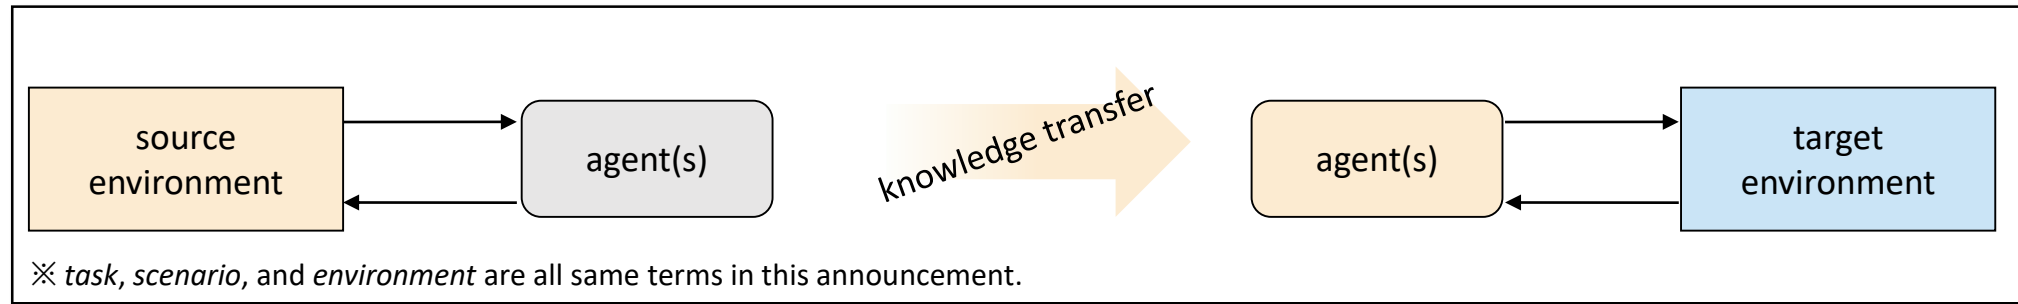 source
environment
agent(s)
knowledge transfer
agent(s)
target
environment
※ task, scenario, and environment are all same terms in this announcement.